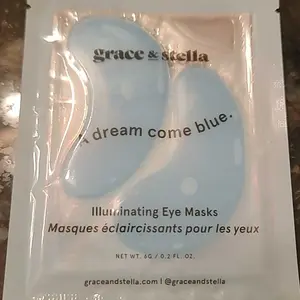 grace & stella
A dream come blue.
Illuminating Eye Masks
Masques éclaircissants pour les yeux
NET WT. 6G / 0.2 FL. OZ.
graceandstella.com | @graceandstella